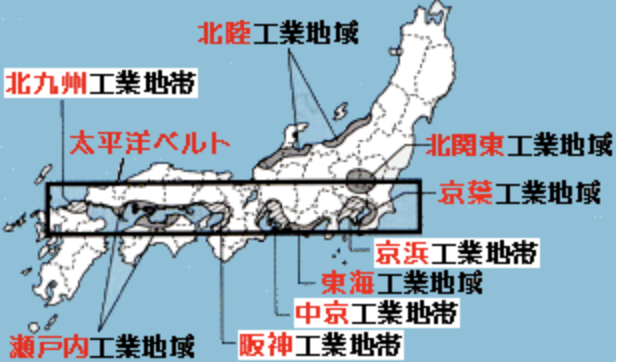 北陸工業地域
北九州工業地帯
太平洋ベルト
北関東工業地域
京葉工業地域
京浜工業地帯
東海工業地域
中京工業地帯
瀬戸内工業地域
阪神工業地帯